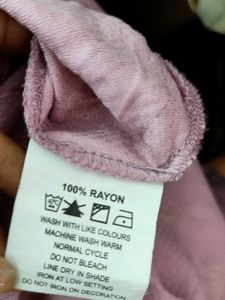 100% RAYON
WASH WITH LIKE COLOURS
MACHINE WASH WARM
NORMAL CYCLE
DO NOT BLEACH
LINE DRY IN SHADE
IRON AT LOW SETTING
DO NOT IRON ON DECORATION